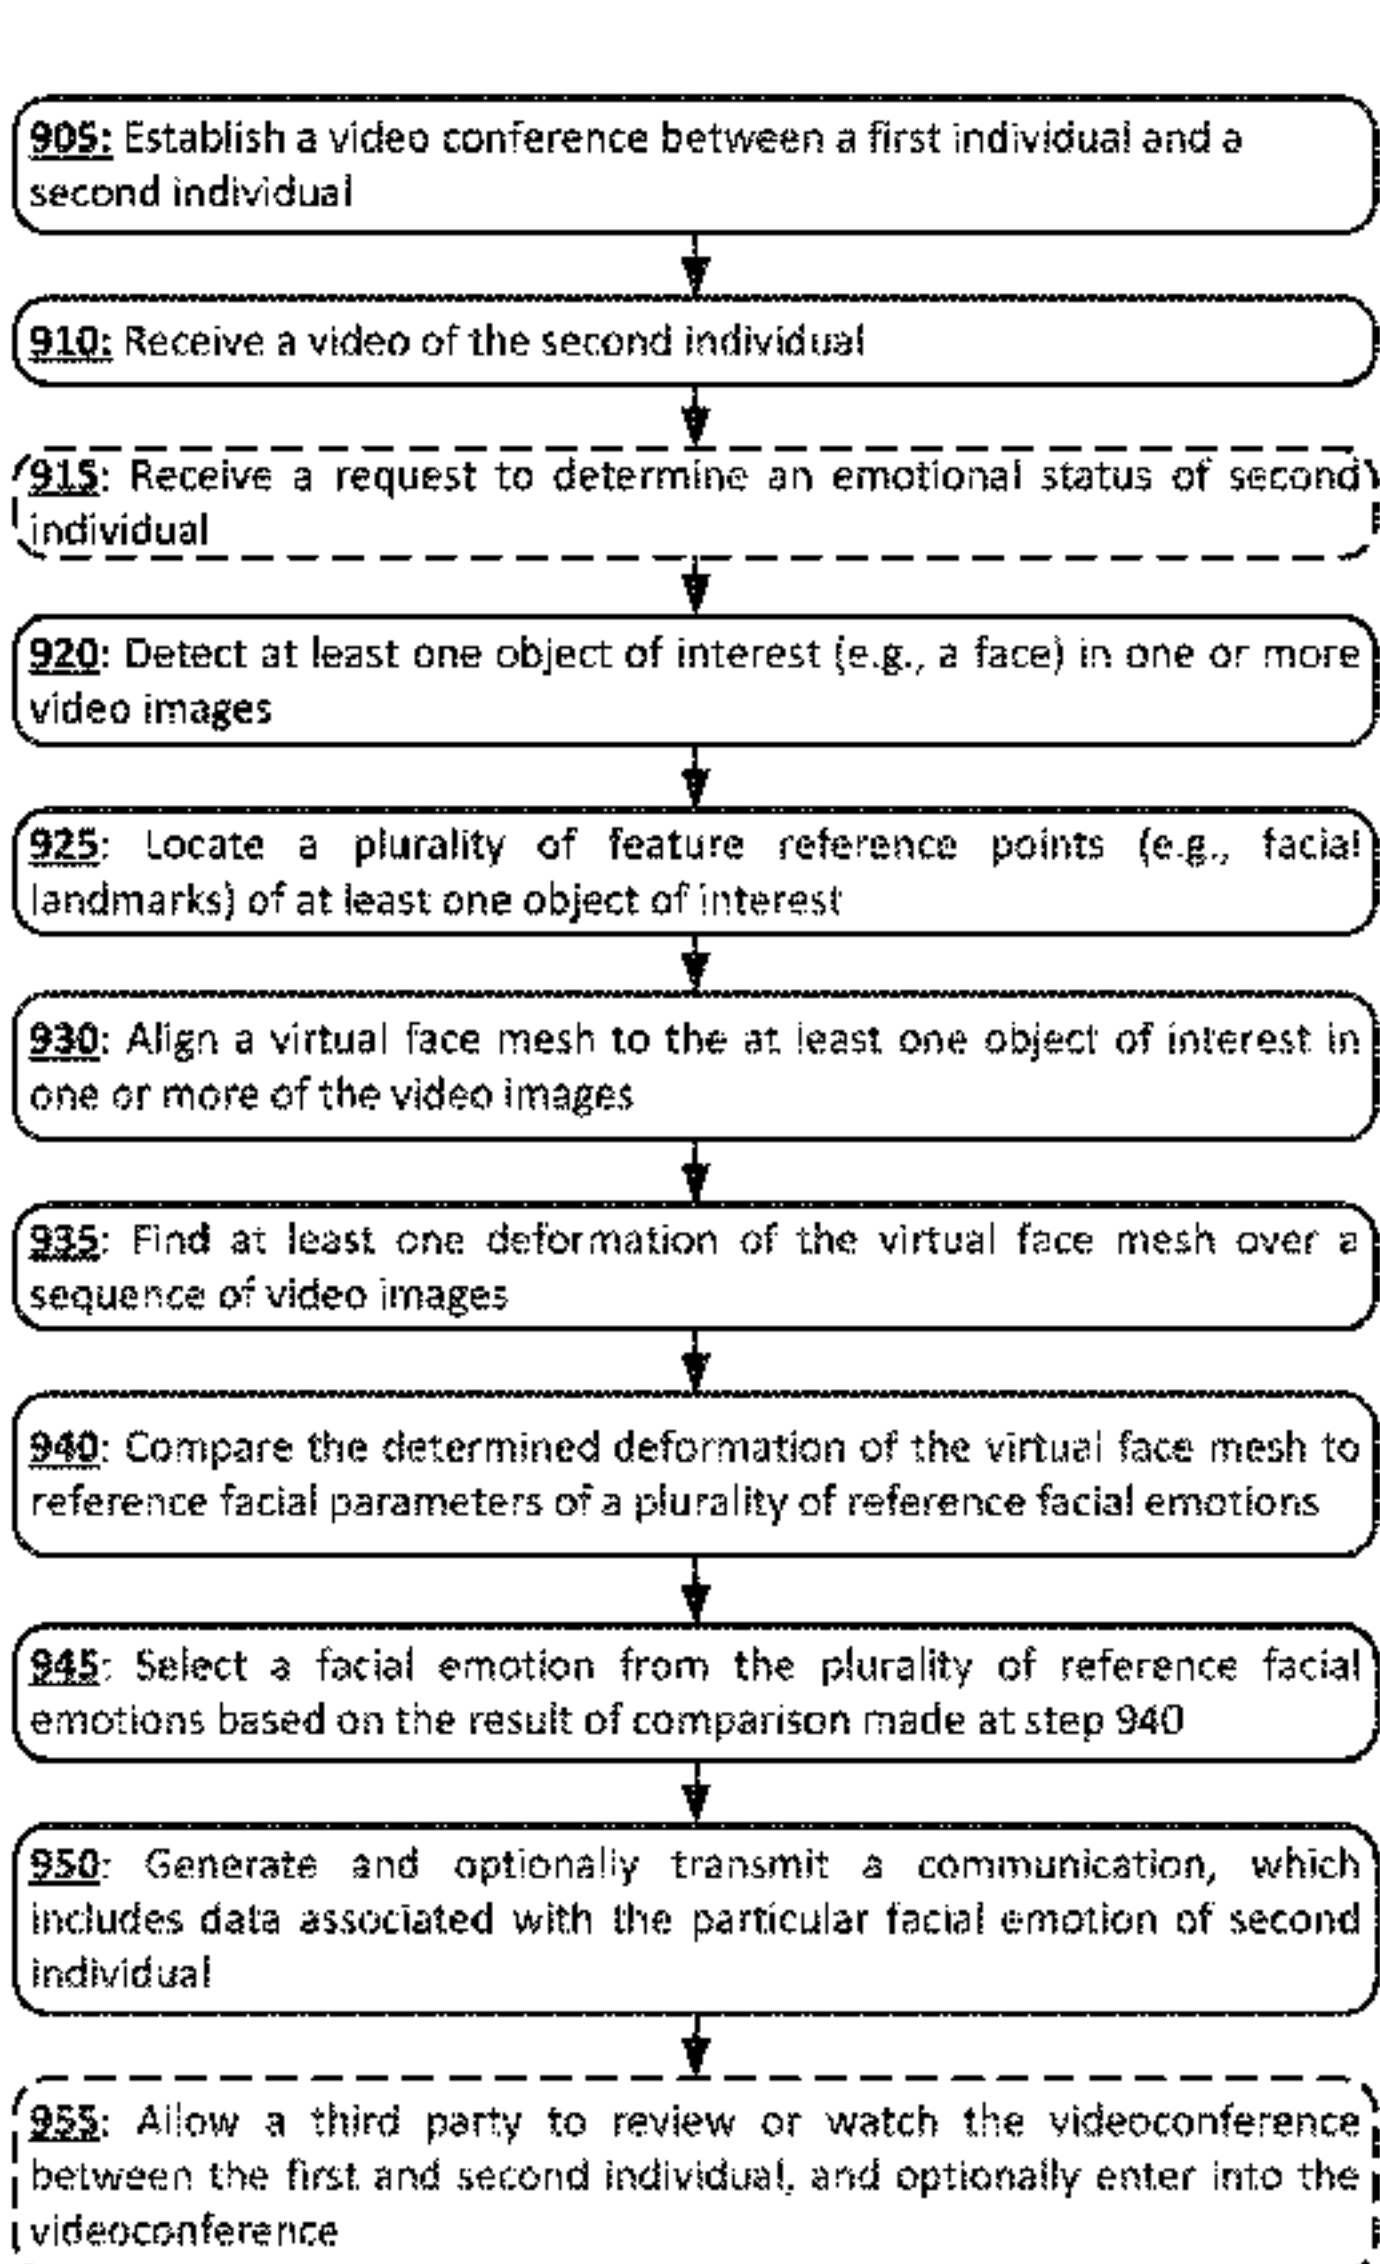 905: Establish a video conference between a first individual and a
second individual
910: Receive a video of the second individual
915: Receive a request to determine an emotional status of second
individual
920: Detect at least one object of interest (e.g., a face) in one or more
video images
925: Locate a plurality of feature reference points (e.g., facial
landmarks) of at least one object of interest
930: Align a virtual face mesh to the at least one object of interest in
one or more of the video images
935: Find at least one deformation of the virtual face mesh over a
sequence of video images
940: Compare the determined deformation of the virtual face mesh to
reference facial parameters of a plurality of reference facial emotions
945: Select a facial emotion from the plurality of reference facial
emotions based on the result of comparison made at step 940
950: Generate and optionally transmit a communication, which
includes data associated with the particular facial emotion of second
individual
955: Allow a third party to review or watch the videoconference
between the first and second individual, and optionally enter into the
videoconference